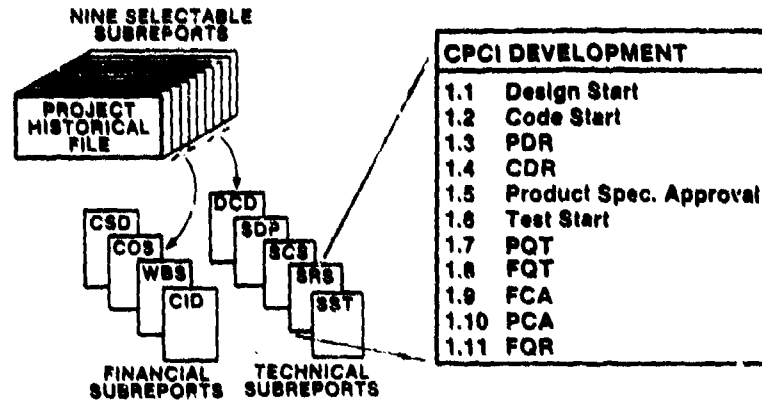 NINE SELECTABLE
SUBREPORTS
PROJECT
HISTORICAL
FILE
CSD
COS
WBS
CID
FINANCIAL
SUBREPORTS
DCD
SDP
SCS
SRS
SST
TECHNICAL
SUBREPORTS
CPCI DEVELOPMENT
1.1 Design Start
1.2 Code Start
1.3 PDR
1.4 CDR
1.5 Product Spec. Approval
1.6 Test Start
1.7 PQT
1.8 FQT
1.9 FCA
1.10 PCA
1.11 FQR